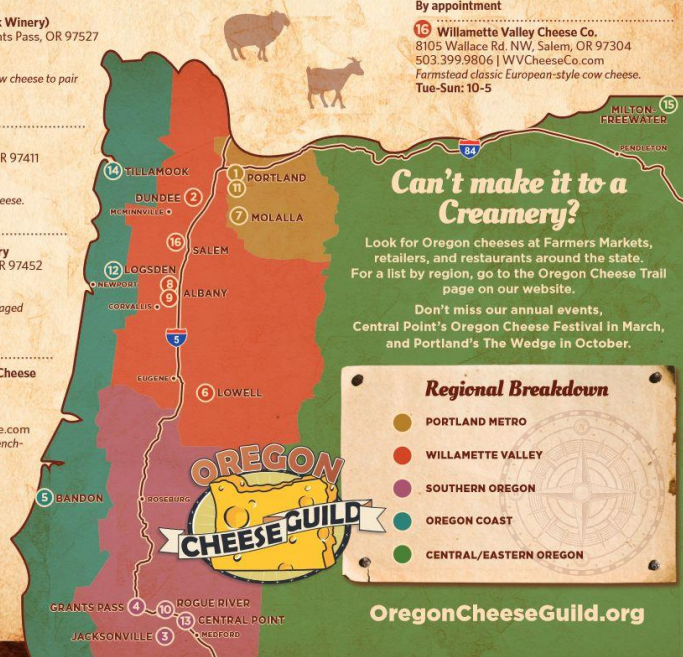 k Winery)
nts Pass, OR 97527
w cheese to pair
R 97411
eese.
ry
R 97452
aged
Cheese
e.com
ench-
By appointment
16 Willamette Valley Cheese Co.
8105 Wallace Rd. NW, Salem, OR 97304
503.399.9806 | WVCheeseCo.com
Farmstead classic European-style cow cheese.
Tue-Sun: 10-5
15
MILTON-
FREEWATER
84
PENDLETON
14 TILLAMOOK
1 PORTLAND
11
DUNDEE 2
MCMINNVILLE
7 MOLALLA
16
SALEM
12 LOGSDEN
NEWPORT
8
9 ALBANY
CORVALLIS
5
EUGENE
6 LOWELL
5 BANDON
ROSEBURG
GRANTS PASS 4
10 ROGUE RIVER
13 CENTRAL POINT
JACKSONVILLE 3
MEDFORD
Can't make it to a
Creamery?
Look for Oregon cheeses at Farmers Markets,
retailers, and restaurants around the state.
For a list by region, go to the Oregon Cheese Trail
page on our website.
Don't miss our annual events,
Central Point's Oregon Cheese Festival in March,
and Portland's The Wedge in October.
Regional Breakdown
PORTLAND METRO
WILLAMETTE VALLEY
SOUTHERN OREGON
OREGON COAST
CENTRAL/EASTERN OREGON
OREGON
CHEESE GUILD
OregonCheeseGuild.org